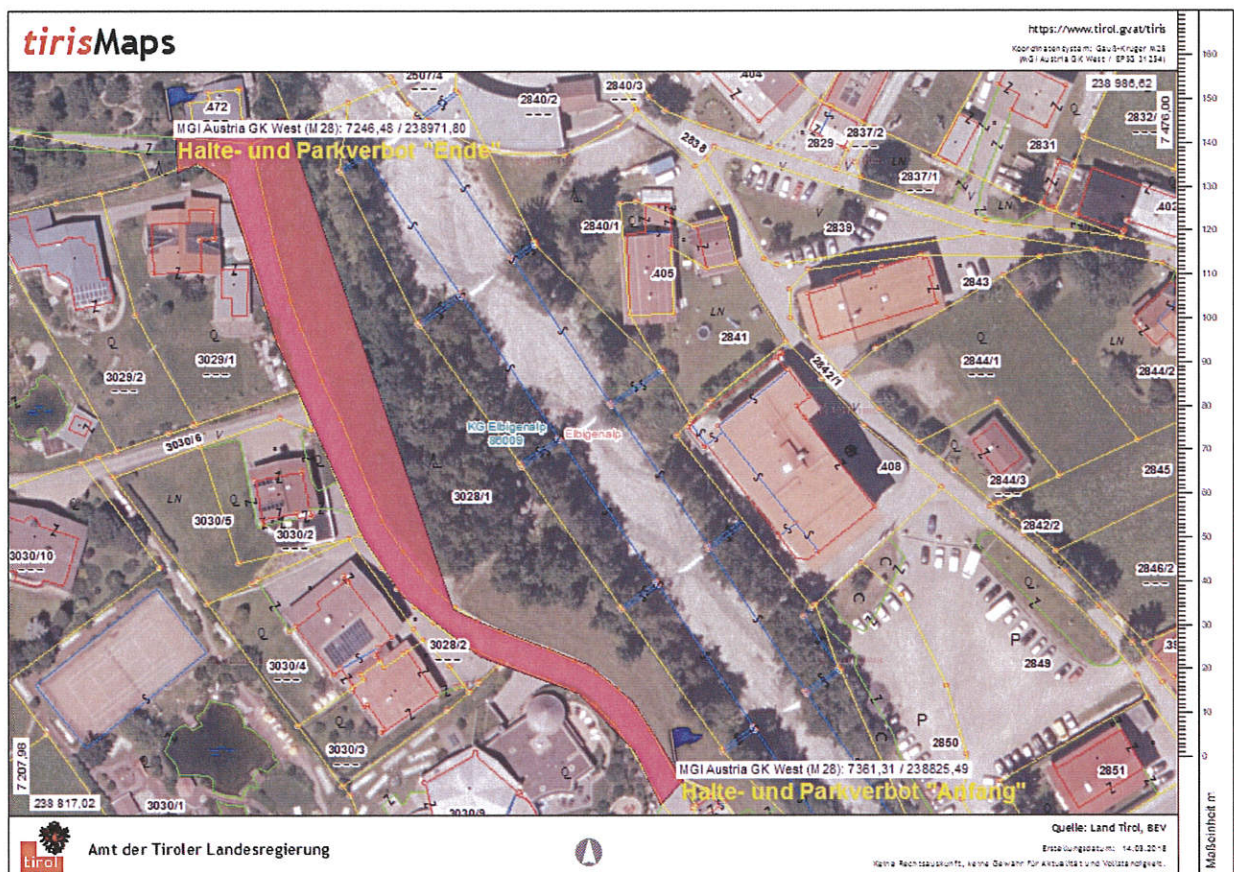 tirisMaps
https://www.tirol.gv.at/tiris
Koordinatensystem: Gauß-Krüger M28
(MGI Austria GK West / EPSG 31254)
160
150
140
130
120
110
100
90
80
70
60
50
40
30
20
10
0
Maßeinheit m
238 986,62
7 476,00
7 207,98
238 817,02
.472
MGI Austria GK West (M28): 7246,48 / 238971,80
Halte- und Parkverbot "Ende"
2507/4
2840/2
2840/3
.404
2838
2829
2837/2
2831
2832/
2837/1
LN
.402
2840/1
2839
.405
2843
2841
2842/1
2844/1
LN
2844/2
3029/1
3029/2
3030/6
KG Elbigenalp
86009
Elbigenalp
3028/1
.408
2845
2844/3
2842/2
3030/5
LN
3030/2
3030/10
2846/2
3028/2
3030/4
3030/3
P
2849
P
2850
2851
3030/1
3030/9
MGI Austria GK West (M28): 7361,31 / 238825,49
Halte- und Parkverbot "Anfang"
tirol
Amt der Tiroler Landesregierung
Quelle: Land Tirol, BEV
Erstellungsdatum: 14.03.2018
Keine Rechtsauskunft, keine Gewähr für Aktualität und Vollständigkeit.